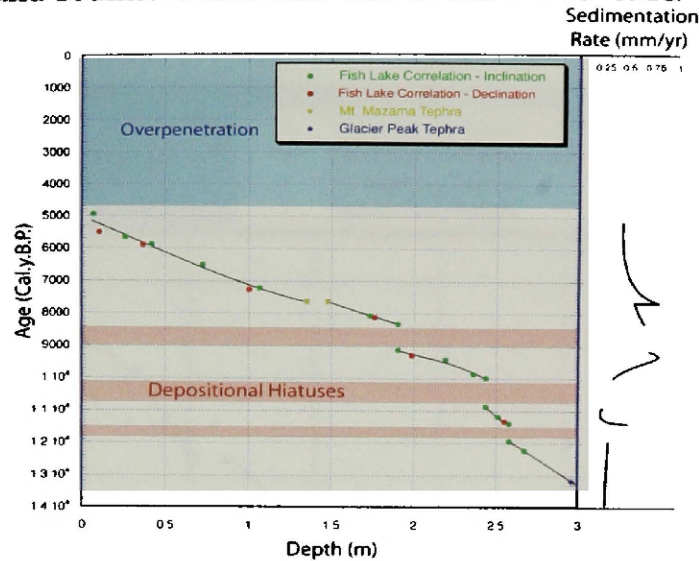 Sedimentation
Rate (mm/yr)
0 25 0 5 0 75 1
Fish Lake Correlation - Inclination
Fish Lake Correlation - Declination
Mt. Mazama Tephra
Glacier Peak Tephra
Overpenetration
Depositional Hiatuses
Age (Cal.y.B.P.)
0
1000
2000
3000
4000
5000
6000
7000
8000
9000
1 10⁴
1 1 10⁴
1 2 10⁴
1 3 10⁴
1 4 10⁴
0 0 5 1 1 5 2 2 5 3
Depth (m)